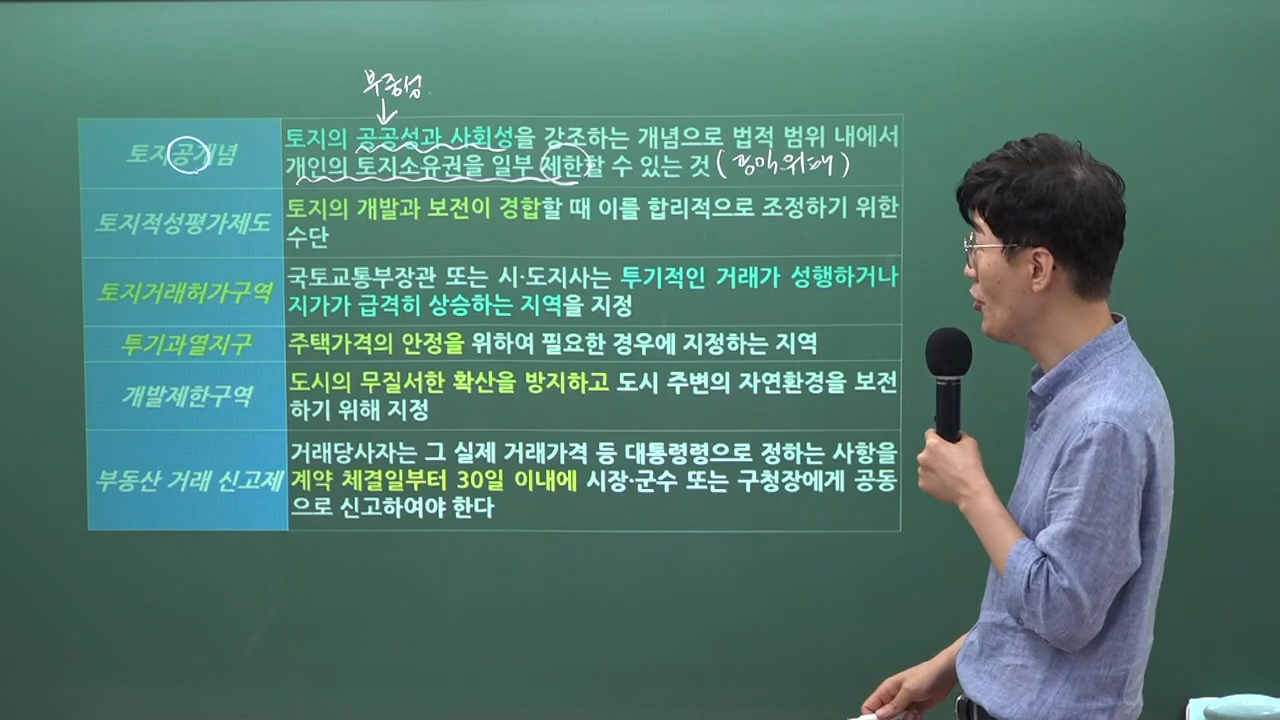 부증성
토지공개념
토지의 공공성과 사회성을 강조하는 개념으로 법적 범위 내에서
개인의 토지소유권을 일부 제한할 수 있는 것
토지적성평가제도
토지의 개발과 보전이 경합할 때 이를 합리적으로 조정하기 위한
수단
토지거래허가구역
국토교통부장관 또는 시·도지사는 투기적인 거래가 성행하거나
지가가 급격히 상승하는 지역을 지정
투기과열지구
주택가격의 안정을 위하여 필요한 경우에 지정하는 지역
개발제한구역
도시의 무질서한 확산을 방지하고 도시 주변의 자연환경을 보전
하기 위해 지정
부동산 거래 신고제
거래당사자는 그 실제 거래가격 등 대통령령으로 정하는 사항을
계약 체결일부터 30일 이내에 시장·군수 또는 구청장에게 공동
으로 신고하여야 한다